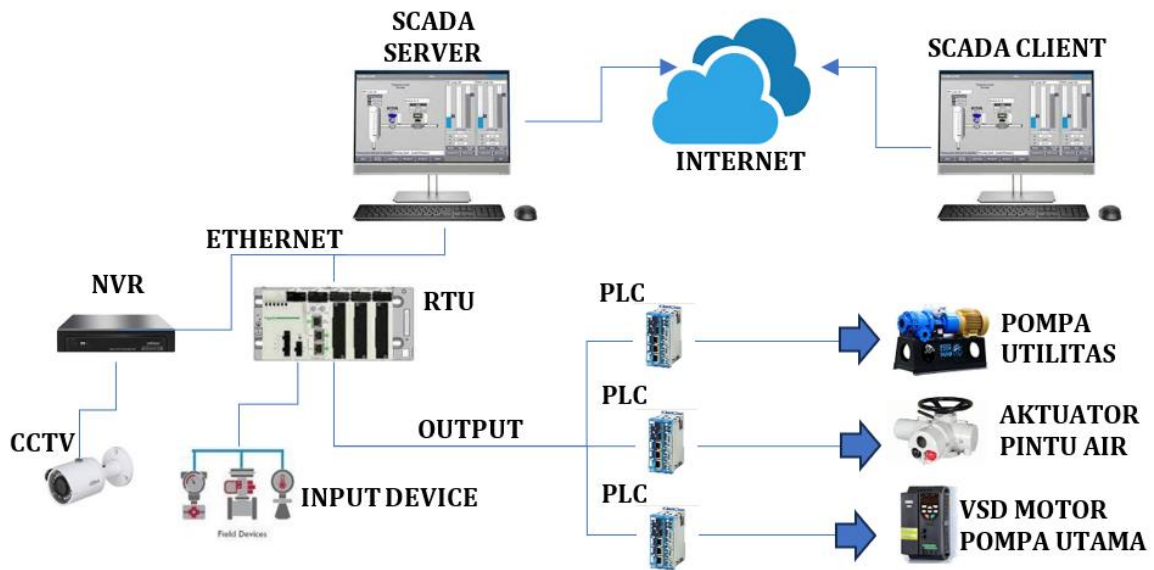 SCADA
SERVER
SCADA CLIENT
INTERNET
ETHERNET
NVR
RTU
PLC
POMPA
UTILITAS
PLC
AKTUATOR
PINTU AIR
OUTPUT
CCTV
INPUT DEVICE
Field Devices
PLC
VSD MOTOR
POMPA UTAMA